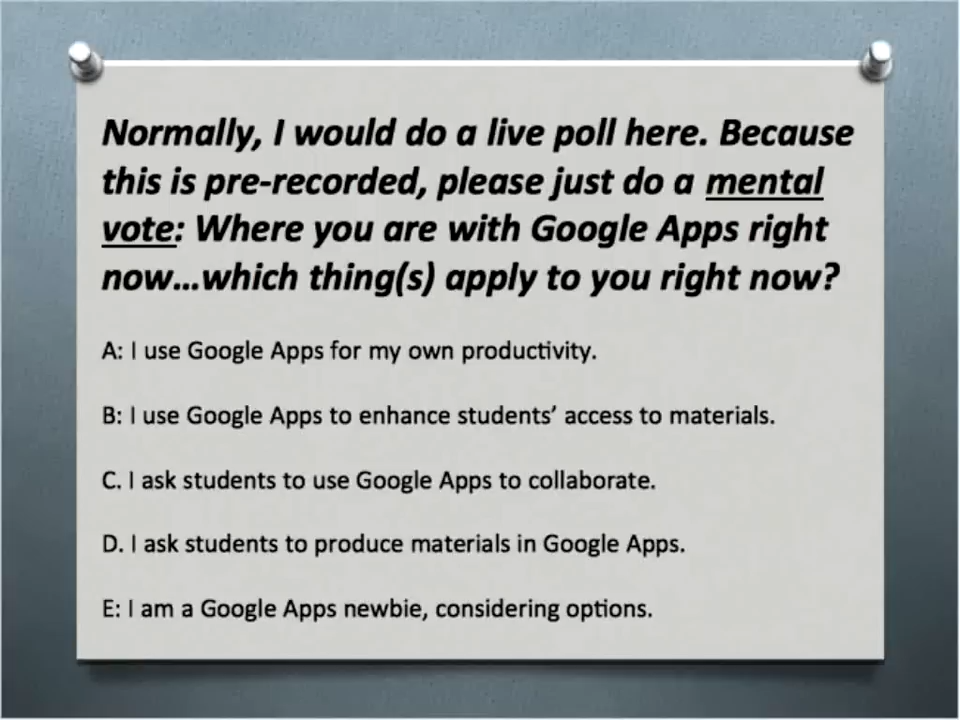 Normally, I would do a live poll here. Because
this is pre-recorded, please just do a mental
vote: Where you are with Google Apps right
now...which thing(s) apply to you right now?
A: I use Google Apps for my own productivity.
B: I use Google Apps to enhance students’ access to materials.
C. I ask students to use Google Apps to collaborate.
D. I ask students to produce materials in Google Apps.
E: I am a Google Apps newbie, considering options.